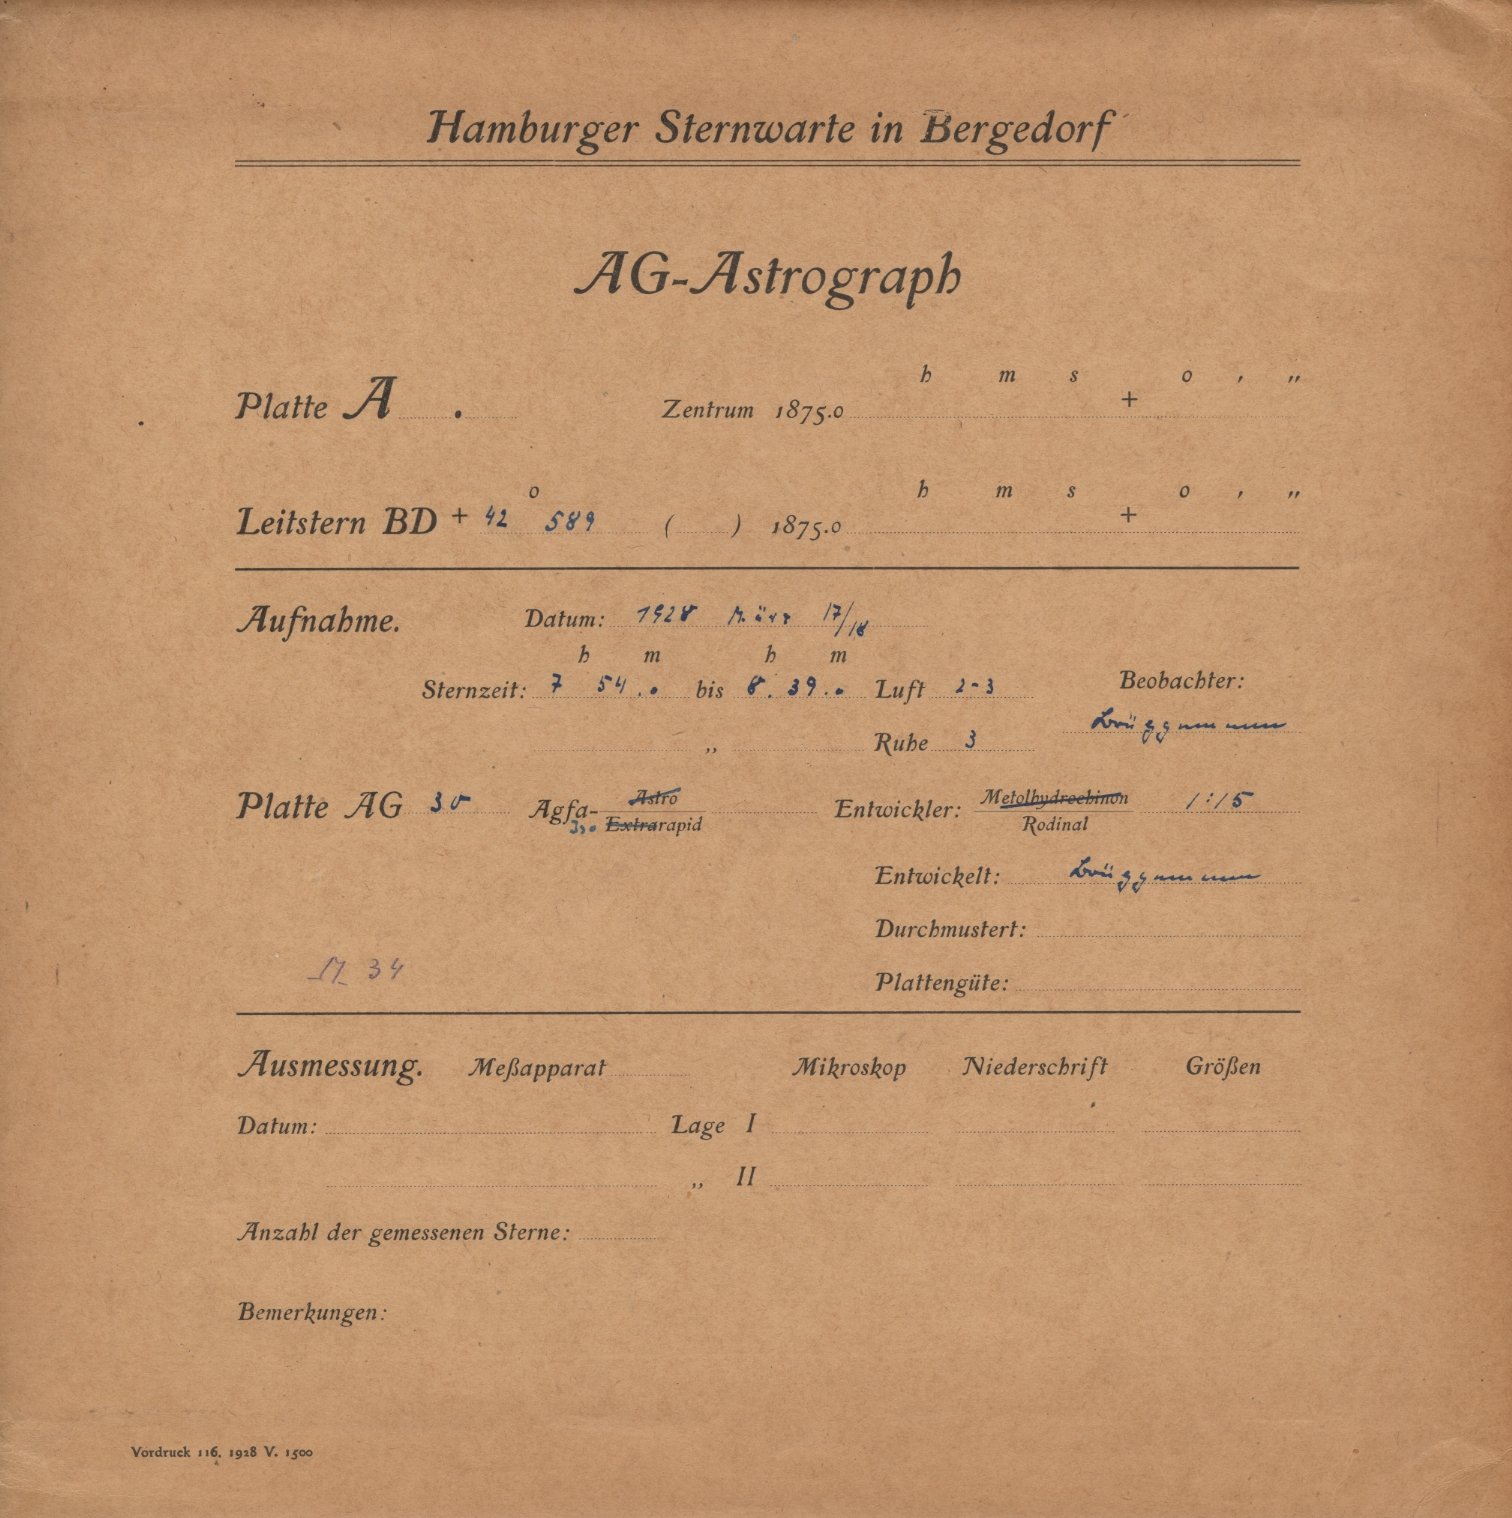 Hamburger Sternwarte in Bergedorf
AG-Astrograph
h m s o , ,,
Platte A . Zentrum 1875.0 +
o h m s o , ,,
Leitstern BD + 42 589 ( ) 1875.0 +
Aufnahme. Datum: 1928 März 17/18
h m h m
Sternzeit: 7 54.0 bis 8. 39.0 Luft 2-3 Beobachter:
Brüggemann
,, Ruhe 3
Platte AG 30 Agfa- Astro Entwickler: Metolhydrochinon 1:15
Iso Extrarapid Rodinal
Entwickelt: Brüggemann
Durchmustert:
M 34 Plattengüte:
Ausmessung. Meßapparat Mikroskop Niederschrift Größen
Datum: Lage I
,, II
Anzahl der gemessenen Sterne:
Bemerkungen:
Vordruck 116. 1928 V. 1500